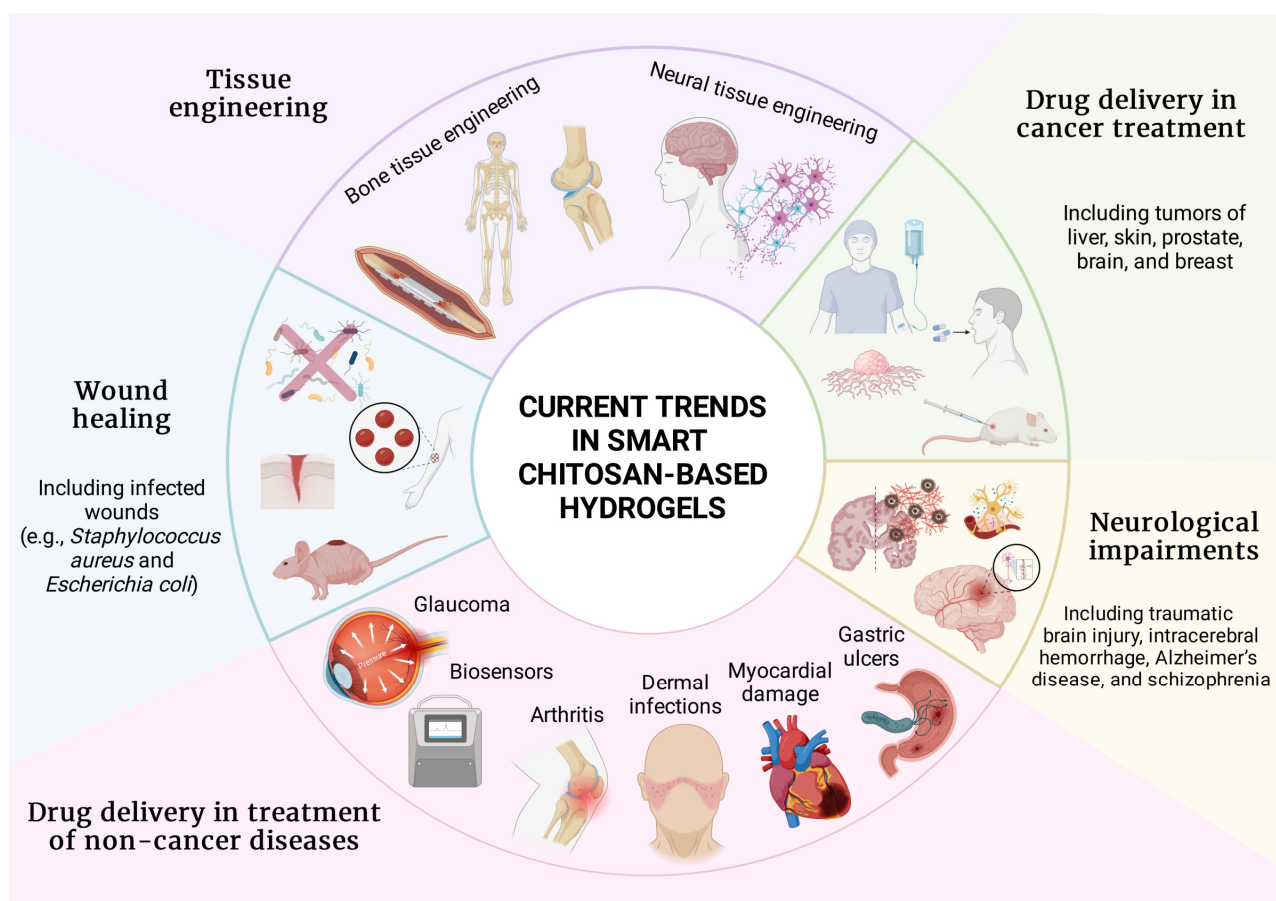 Tissue
engineering
Bone tissue engineering
Neural tissue engineering
Drug delivery in
cancer treatment
Including tumors of
liver, skin, prostate,
brain, and breast
Wound
healing
Including infected
wounds
(e.g., Staphylococcus
aureus and
Escherichia coli)
CURRENT TRENDS
IN SMART
CHITOSAN-BASED
HYDROGELS
Neurological
impairments
Including traumatic
brain injury, intracerebral
hemorrhage, Alzheimer’s
disease, and schizophrenia
Glaucoma
Pressure
Biosensors
Arthritis
Dermal
infections
Myocardial
damage
Gastric
ulcers
Drug delivery in treatment
of non-cancer diseases